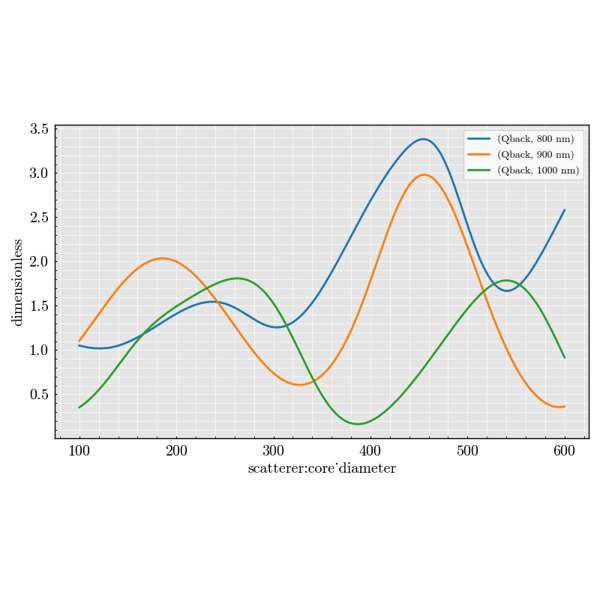 3.5
3.0
2.5
2.0
1.5
1.0
0.5
dimensionless
(Qback, 800 nm)
(Qback, 900 nm)
(Qback, 1000 nm)
100 200 300 400 500 600
scatterer:core˙diameter